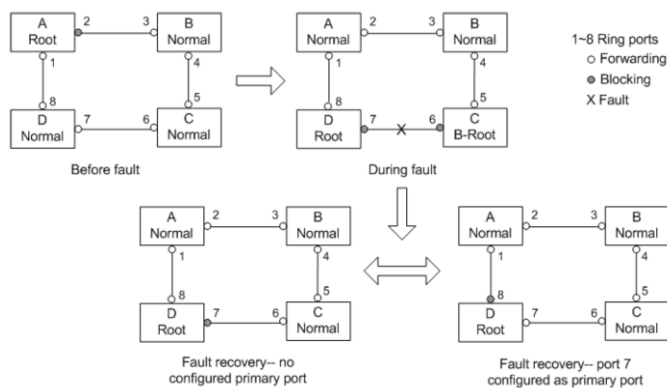 A
Root
2
3
B
Normal
1
4
8
5
D
Normal
7
6
C
Normal
Before fault
A
Normal
2
3
B
Normal
1
4
8
5
D
Root
7
X
6
C
B-Root
During fault
1~8 Ring ports
Forwarding
Blocking
X Fault
A
Normal
2
3
B
Normal
1
4
8
5
D
Root
7
6
C
Normal
Fault recovery-- no
configured primary port
A
Normal
2
3
B
Normal
1
4
8
5
D
Root
7
6
C
Normal
Fault recovery-- port 7
configured as primary port